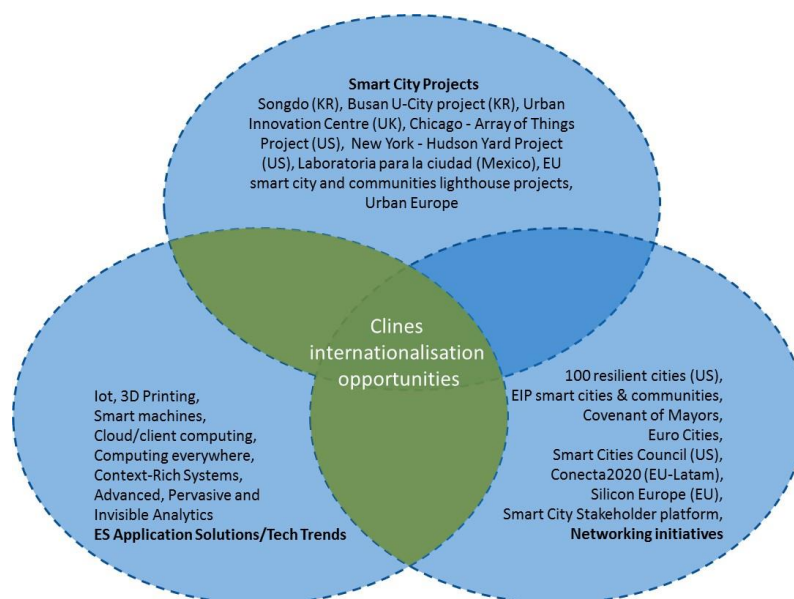 Smart City Projects
Songdo (KR), Busan U-City project (KR), Urban
Innovation Centre (UK), Chicago - Array of Things
Project (US), New York - Hudson Yard Project
(US), Laboratoria para la ciudad (Mexico), EU
smart city and communities lighthouse projects,
Urban Europe
Clines
internationalisation
opportunities
Iot, 3D Printing,
Smart machines,
Cloud/client computing,
Computing everywhere,
Context-Rich Systems,
Advanced, Pervasive and
Invisible Analytics
ES Application Solutions/Tech Trends
100 resilient cities (US),
EIP smart cities & communities,
Covenant of Mayors,
Euro Cities,
Smart Cities Council (US),
Conecta2020 (EU-Latam),
Silicon Europe (EU),
Smart City Stakeholder platform,
Networking initiatives